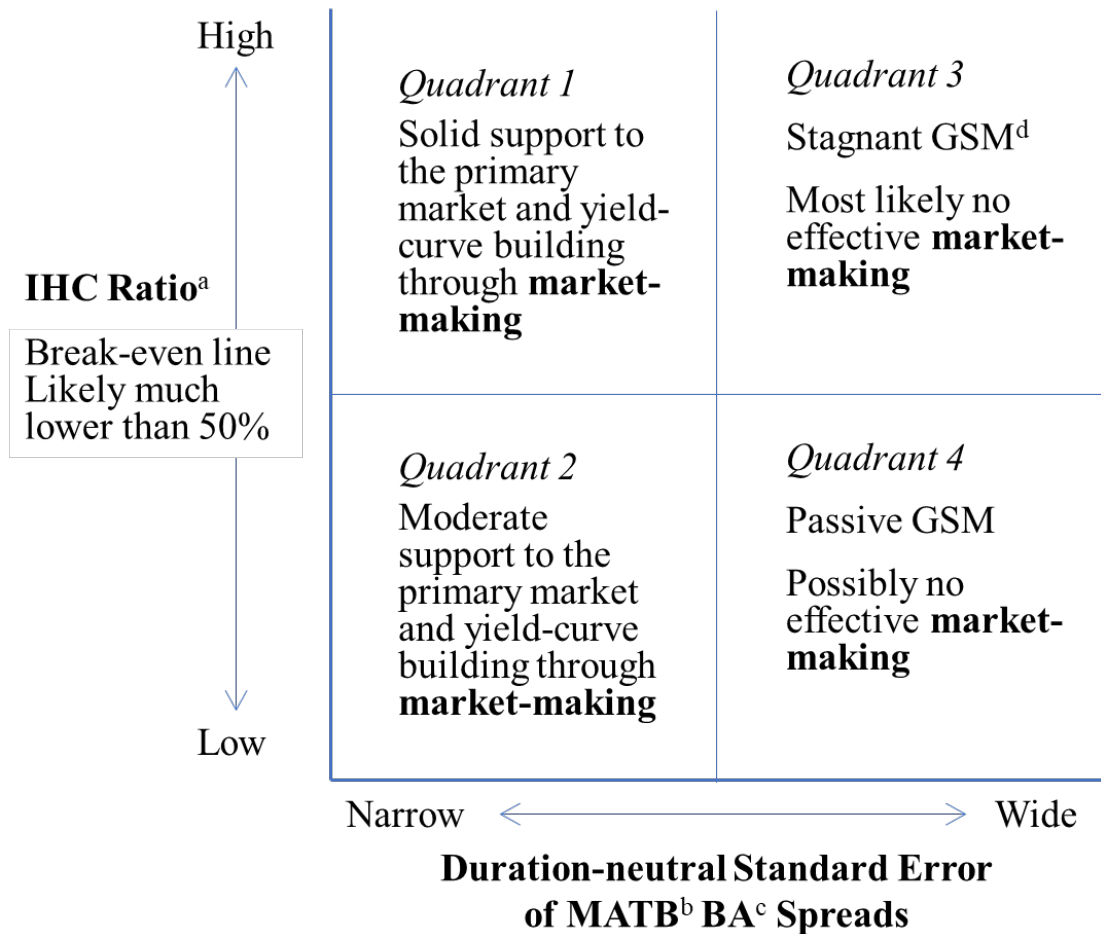 High
IHC Ratioᵃ
Break-even line
Likely much
lower than 50%
Low
Quadrant 1
Solid support to
the primary
market and yield-
curve building
through market-
making
Quadrant 3
Stagnant GSMᵈ
Most likely no
effective market-
making
Quadrant 2
Moderate
support to the
primary market
and yield-curve
building through
market-making
Quadrant 4
Passive GSM
Possibly no
effective market-
making
Narrow
Wide
Duration-neutral Standard Error
of MATBᵇ BAᶜ Spreads